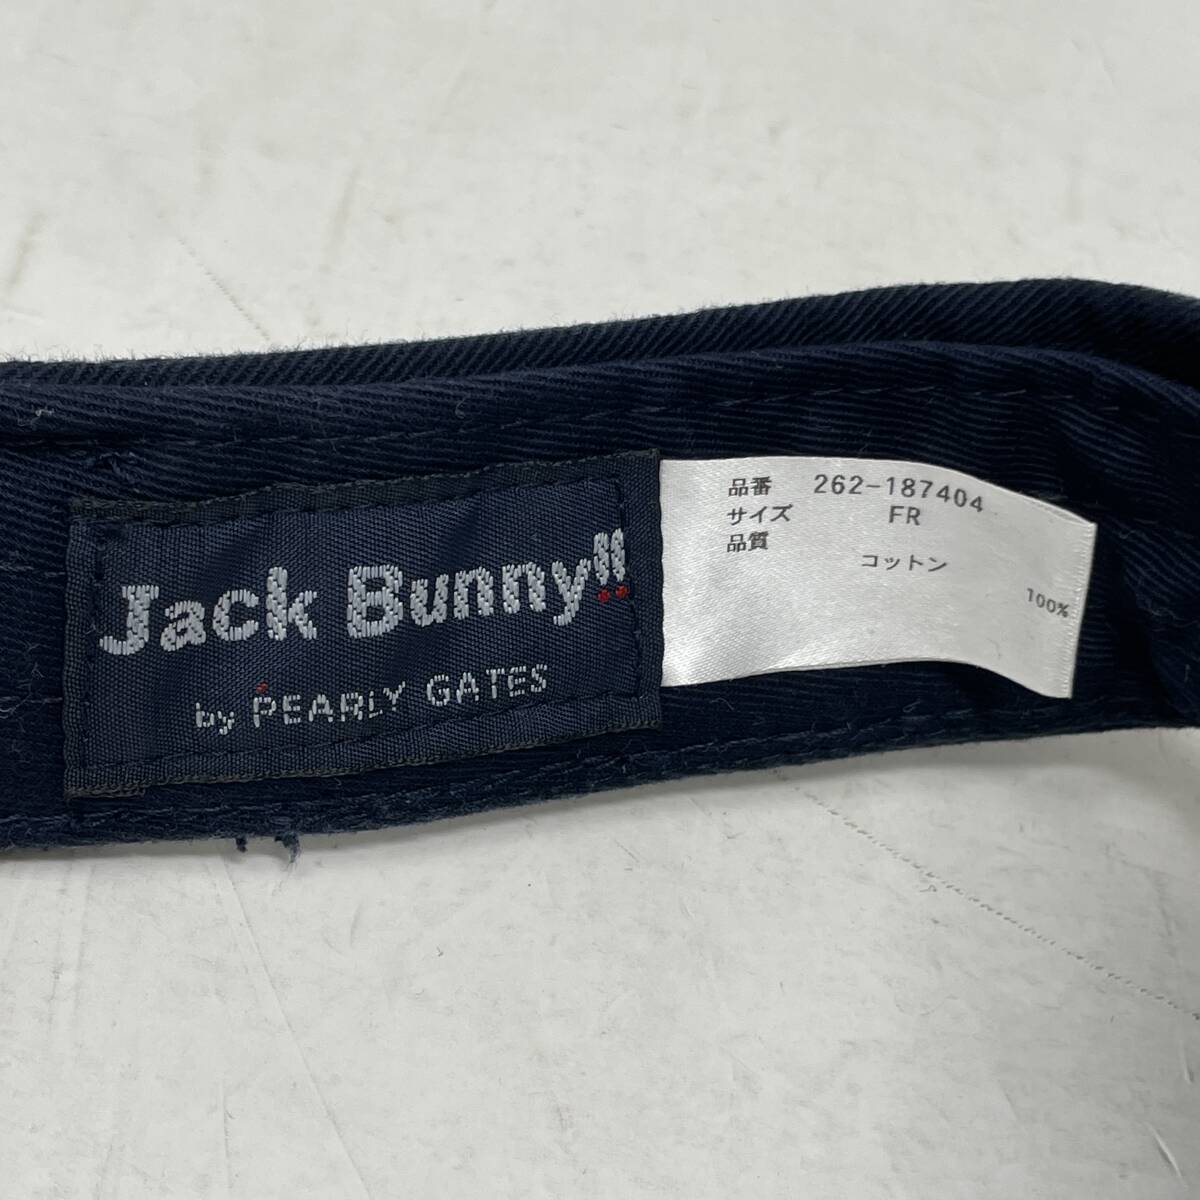 Jack Bunny!!
by PEARLY GATES
品番 262-187404
サイズ FR
品質
コットン
100%